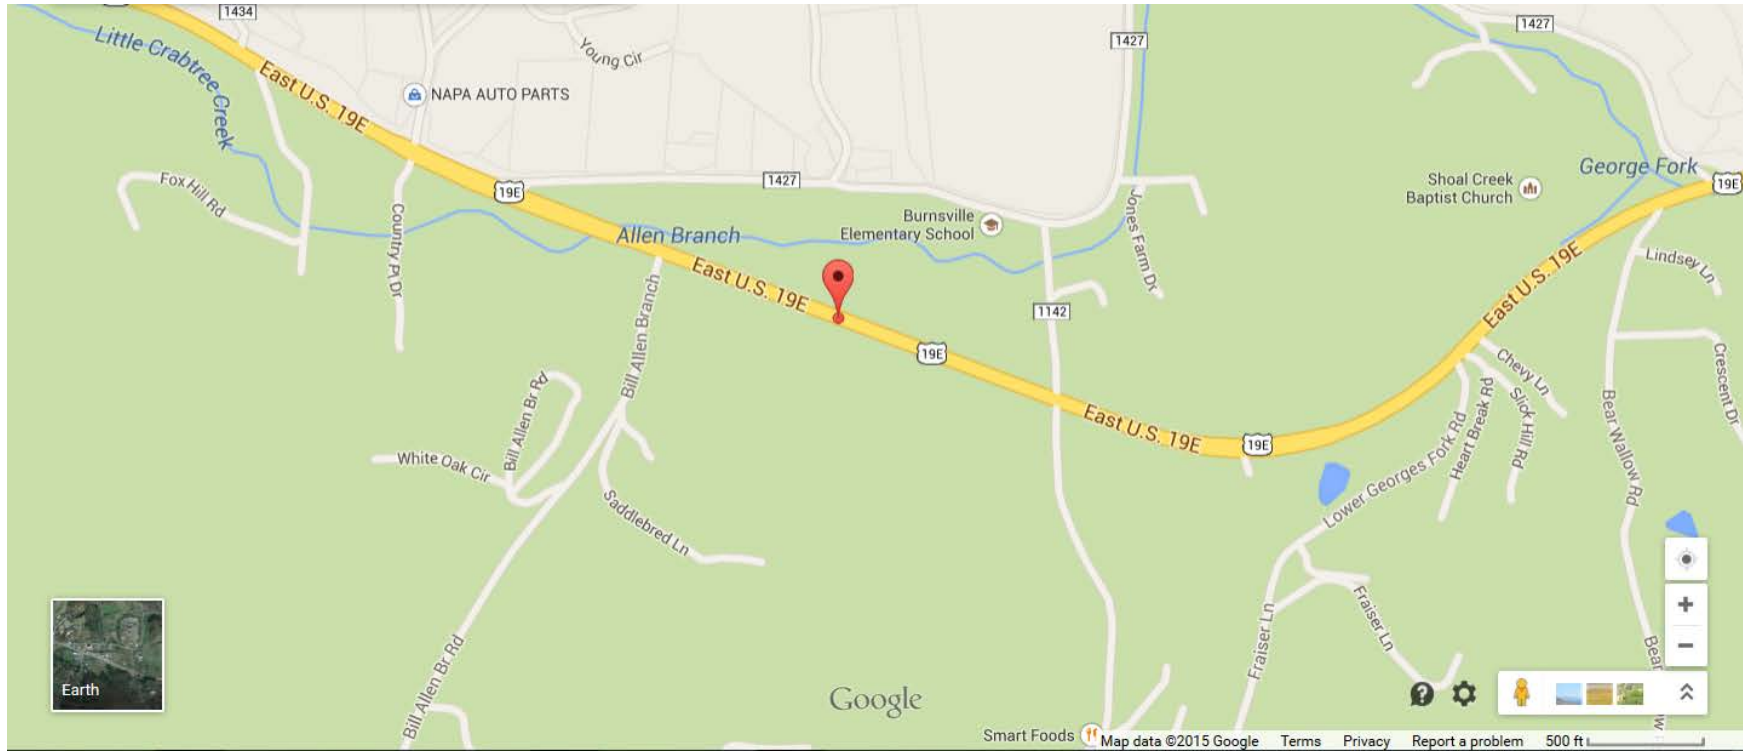 1434
1427
1427
Little Crabtree Creek
Young Cir
East U.S. 19E
NAPA AUTO PARTS
George Fork
Fox Hill Rd
19E
1427
Shoal Creek
Baptist Church
19E
Country Pl Dr
Allen Branch
Burnsville
Elementary School
Jones Farm Dr
Lindsey Ln
East U.S. 19E
East U.S. 19E
1142
Bill Allen Branch
19E
Chevy Ln
Crescent Dr
Bill Allen Br Rd
East U.S. 19E
19E
Heart Break Rd
Slick Hill Rd
Bear Wallow Rd
White Oak Cir
Lower Georges Fork Rd
Saddlebred Ln
Fraiser Ln
Fraiser Ln
Bill Allen Br Rd
Bear
w
Earth
Google
Smart Foods
Map data ©2015 Google
Terms
Privacy
Report a problem
500 ft